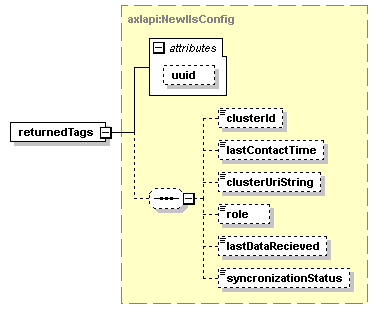 axlapi:NewIlsConfig
attributes
uuid
returnedTags
clusterId
lastContactTime
clusterUriString
role
lastDataRecieved
syncronizationStatus